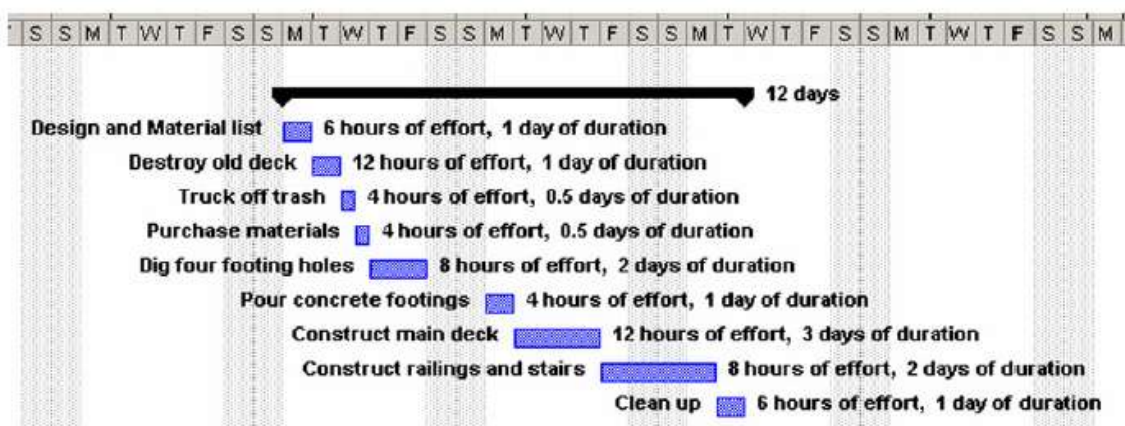 S S M T W T F S S M T W T F S S M T W T F S S M T W T F S S M T W T F S S M
12 days
Design and Material list 6 hours of effort, 1 day of duration
Destroy old deck 12 hours of effort, 1 day of duration
Truck off trash 4 hours of effort, 0.5 days of duration
Purchase materials 4 hours of effort, 0.5 days of duration
Dig four footing holes 8 hours of effort, 2 days of duration
Pour concrete footings 4 hours of effort, 1 day of duration
Construct main deck 12 hours of effort, 3 days of duration
Construct railings and stairs 8 hours of effort, 2 days of duration
Clean up 6 hours of effort, 1 day of duration